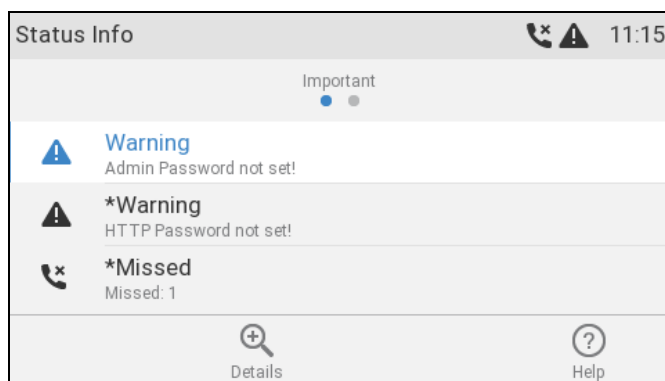 Status Info 11:15
Important
Warning
Admin Password not set!
*Warning
HTTP Password not set!
*Missed
Missed: 1
Details Help